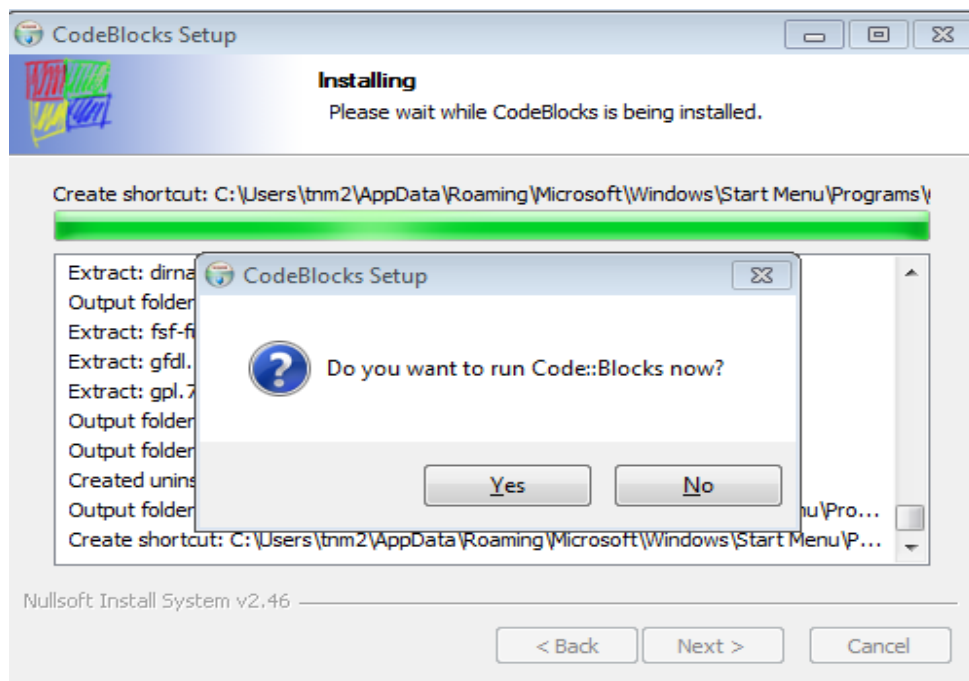 CodeBlocks Setup
Installing
Please wait while CodeBlocks is being installed.
Create shortcut: C:\Users\tnm2\AppData\Roaming\Microsoft\Windows\Start Menu\Programs\
Extract: dirna
Output folder
Extract: fsf-f
Extract: gfdl.
Extract: gpl.7
Output folder
Output folder
Created unins
Output folder nu\Pro...
Create shortcut: C:\Users\tnm2\AppData\Roaming\Microsoft\Windows\Start Menu\P...
CodeBlocks Setup
Do you want to run Code::Blocks now?
Yes No
Nullsoft Install System v2.46
< Back Next > Cancel